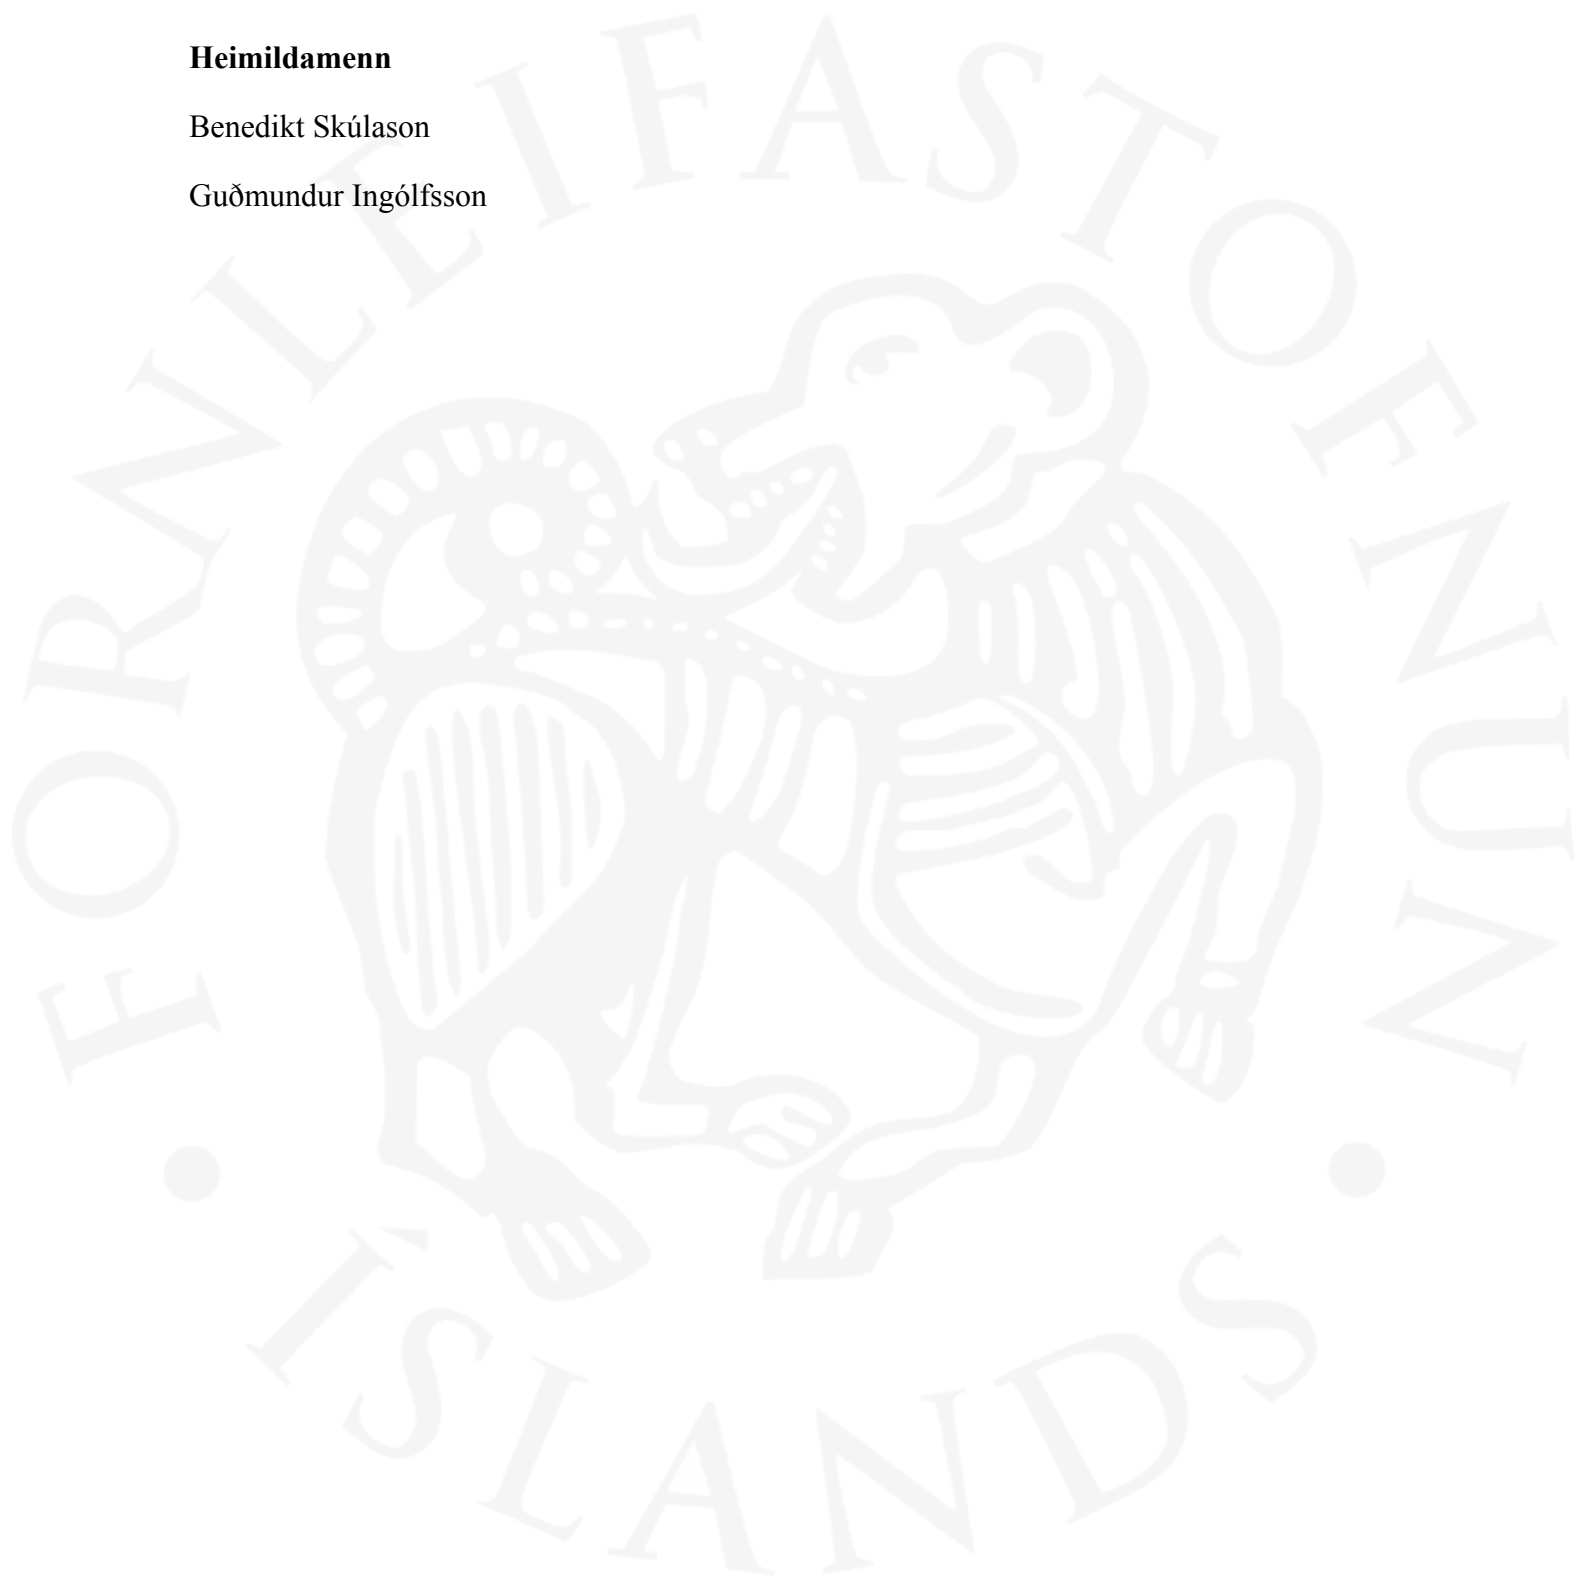 Heimildamenn
Benedikt Skúlason
Guðmundur Ingólfsson
FORNLEIFASTOFNUN
• ÍSLANDS •